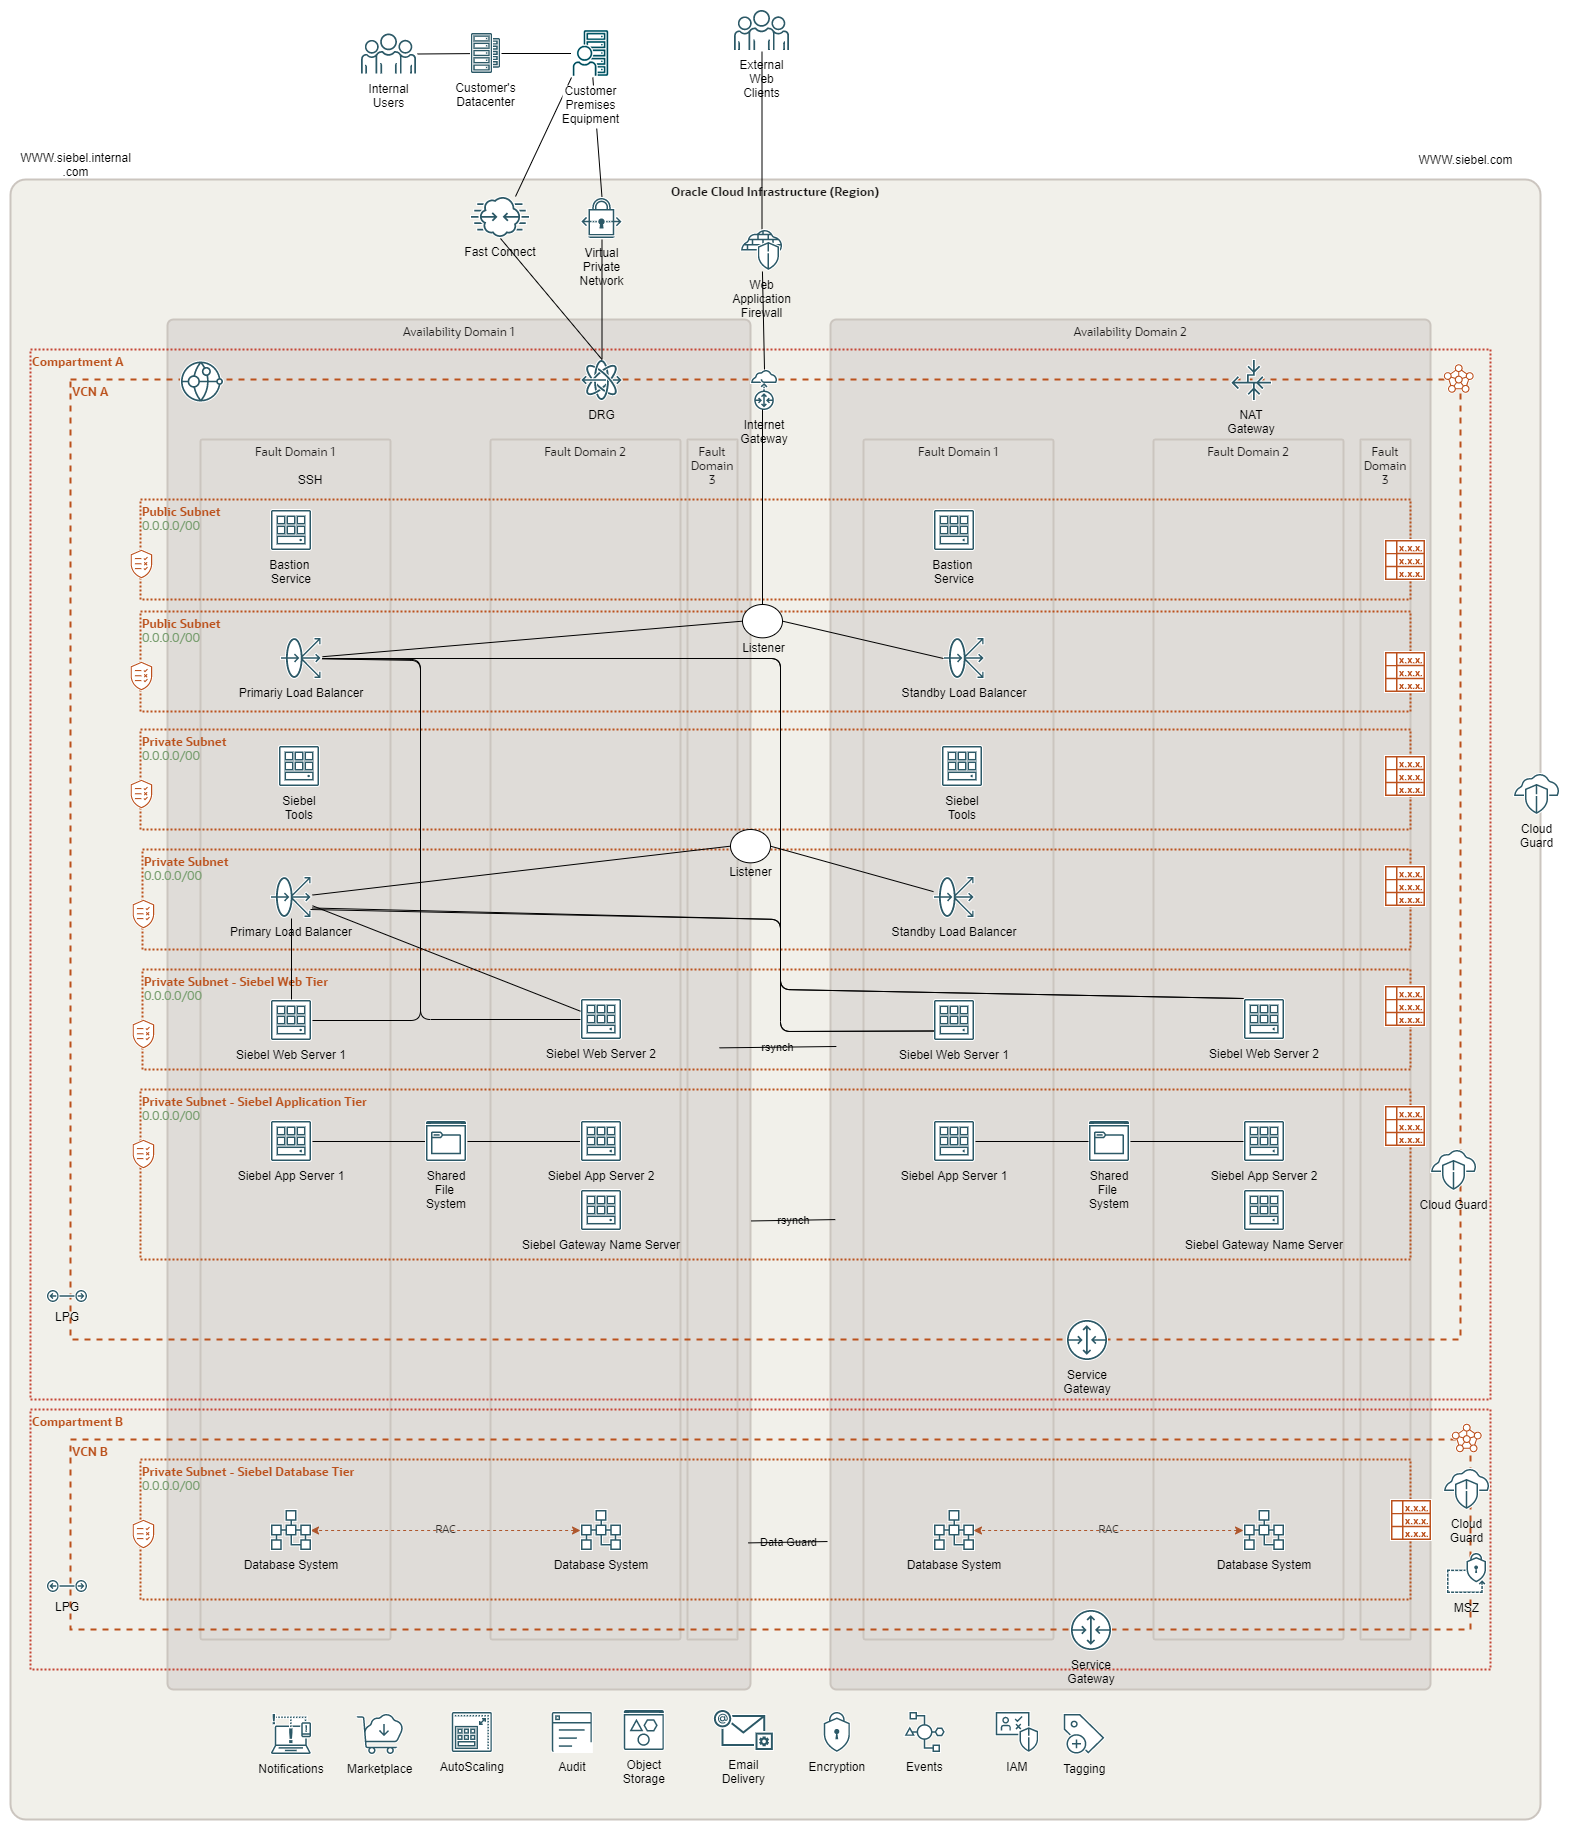 Internal
Users
Customer's
Datacenter
Customer
Premises
Equipment
External
Web
Clients
WWW.siebel.internal
.com
WWW.siebel.com
Oracle Cloud Infrastructure (Region)
Fast Connect
Virtual
Private
Network
Web
Application
Firewall
Availability Domain 1
Availability Domain 2
Compartment A
VCN A
DRG
Internet
Gateway
NAT
Gateway
Fault Domain 1
SSH
Fault Domain 2
Fault
Domain
3
Fault Domain 1
Fault Domain 2
Fault
Domain
3
Public Subnet
0.0.0.0/00
Bastion
Service
Bastion
Service
x.x.x.
x.x.x.
x.x.x.
Public Subnet
0.0.0.0/00
Listener
Primariy Load Balancer
Standby Load Balancer
x.x.x.
x.x.x.
x.x.x.
Private Subnet
0.0.0.0/00
Siebel
Tools
Siebel
Tools
x.x.x.
x.x.x.
x.x.x.
Cloud
Guard
Private Subnet
0.0.0.0/00
Listener
Primary Load Balancer
Standby Load Balancer
x.x.x.
x.x.x.
x.x.x.
Private Subnet - Siebel Web Tier
0.0.0.0/00
Siebel Web Server 1
Siebel Web Server 2
rsynch
Siebel Web Server 1
Siebel Web Server 2
x.x.x.
x.x.x.
x.x.x.
Private Subnet - Siebel Application Tier
0.0.0.0/00
Siebel App Server 1
Shared
File
System
Siebel App Server 2
Siebel App Server 1
Shared
File
System
Siebel App Server 2
x.x.x.
x.x.x.
x.x.x.
Cloud Guard
Siebel Gateway Name Server
rsynch
Siebel Gateway Name Server
LPG
Service
Gateway
Compartment B
VCN B
Private Subnet - Siebel Database Tier
0.0.0.0/00
RAC
Database System
Database System
Data Guard
RAC
Database System
Database System
x.x.x.
x.x.x.
x.x.x.
Cloud
Guard
MSZ
LPG
Service
Gateway
Notifications
Marketplace
AutoScaling
Audit
Object
Storage
@
Email
Delivery
Encryption
Events
IAM
Tagging